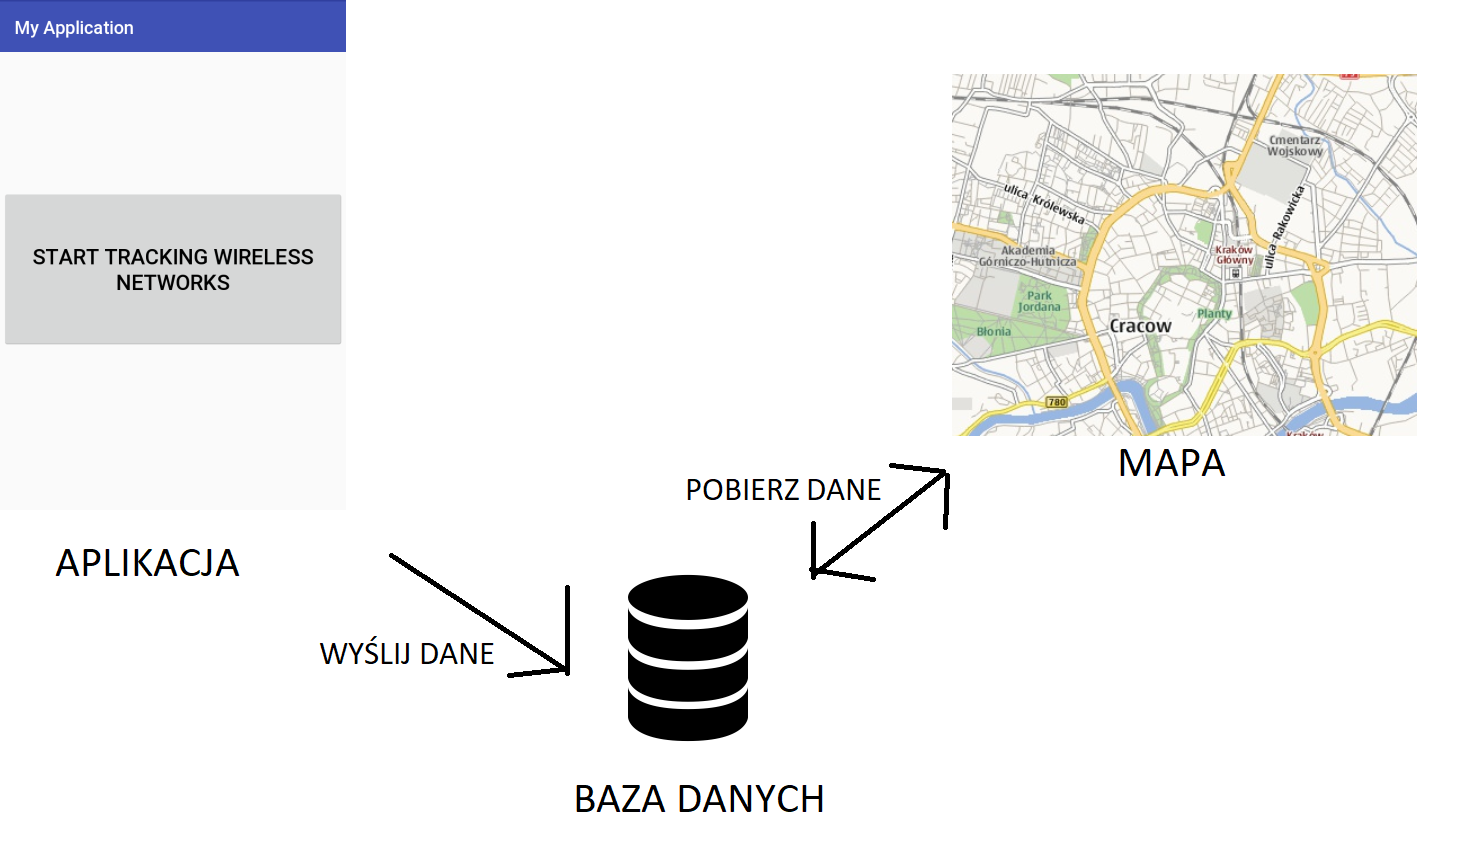 My Application
START TRACKING WIRELESS
NETWORKS
APLIKACJA
WYŚLIJ DANE
BAZA DANYCH
POBIERZ DANE
Cmentarz
Wojskowy
ulica Królewska
ulica Rakowicka
Akademia
Górniczo-Hutnicza
Kraków
Główny
Park
Jordana
Planty
Błonia
Cracow
780
Kraków
MAPA